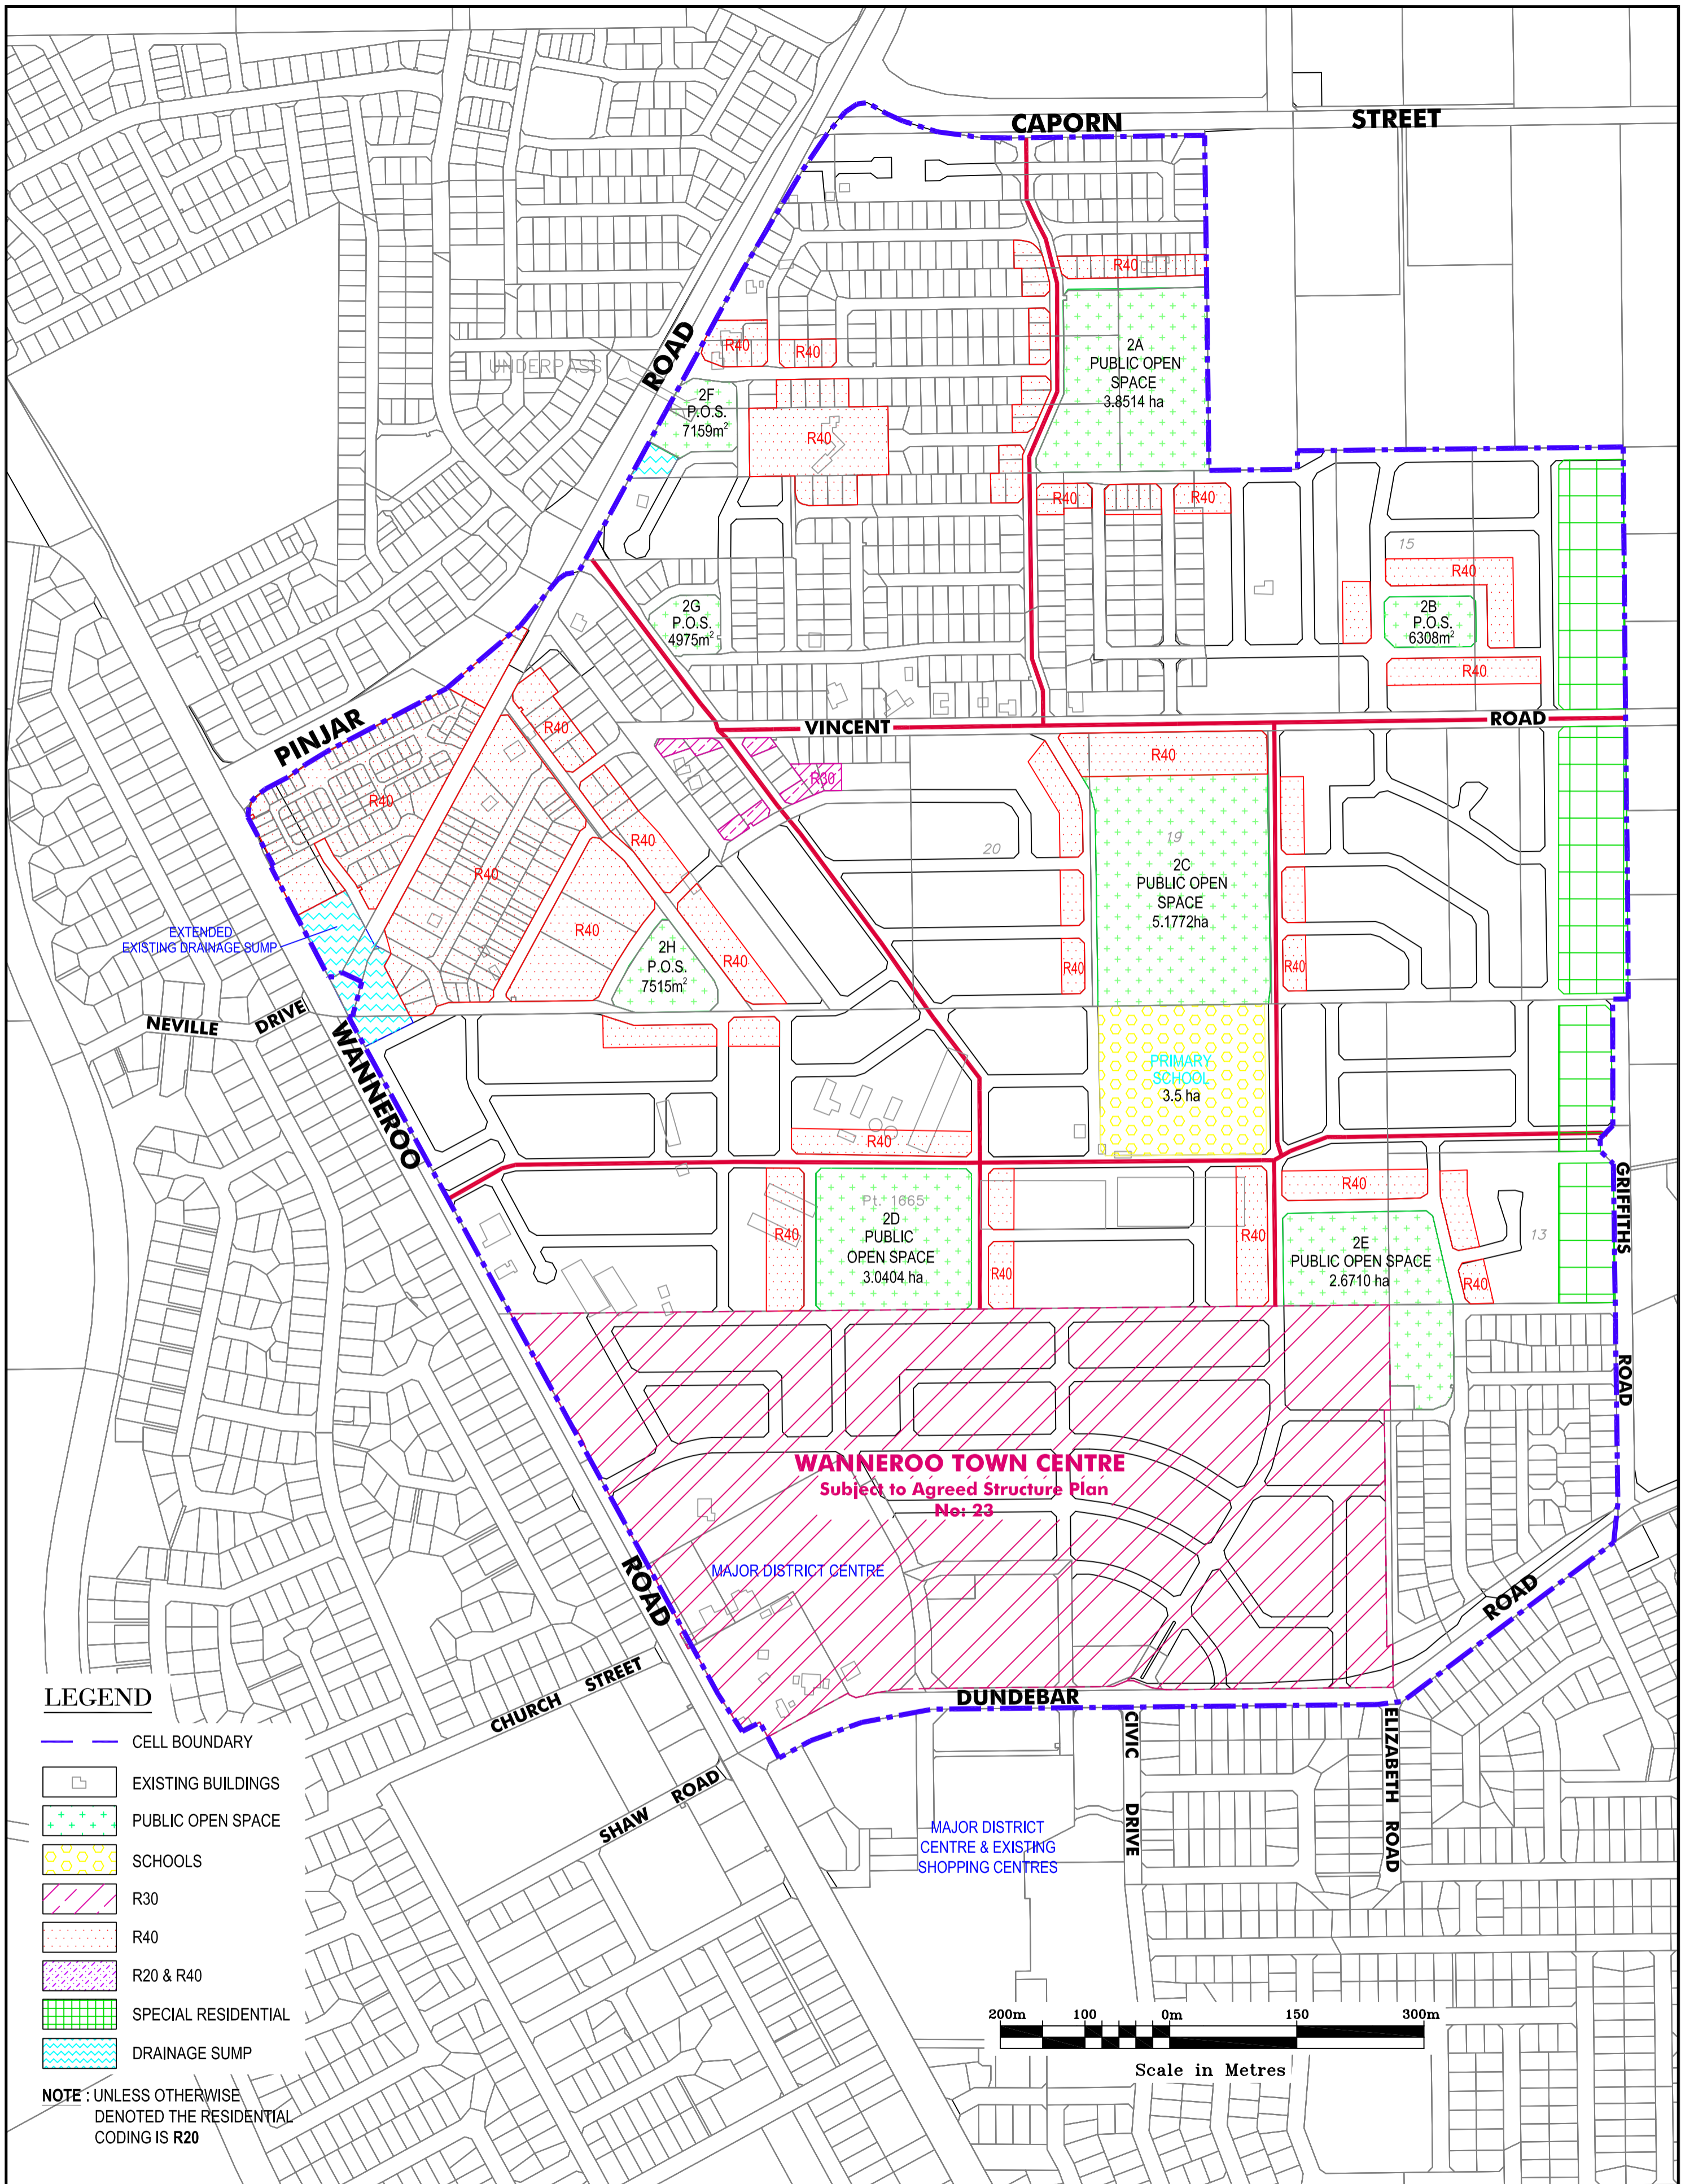 CAPORN
STREET
R40
ROAD
UNDERPASS
R40
R40
2A
PUBLIC OPEN
SPACE
3.8514 ha
2F
P.O.S.
7159m²
R40
R40
R40
15
R40
2B
P.O.S.
6308m²
R40
2G
P.O.S.
4975m²
PINJAR
VINCENT
ROAD
R40
R40
R30
R40
R40
R40
20
19
2C
PUBLIC OPEN
SPACE
5.1772ha
R40
EXTENDED
EXISTING DRAINAGE SUMP
R40
2H
P.O.S.
7515m²
R40
R40
R40
NEVILLE
DRIVE
WANNEROO
PRIMARY
SCHOOL
3.5 ha
R40
R40
GRIFFITHS
Pt. 1665
2D
PUBLIC
OPEN SPACE
3.0404 ha
R40
R40
R40
2E
PUBLIC OPEN SPACE
2.6710 ha
13
R40
ROAD
WANNEROO TOWN CENTRE
Subject to Agreed Structure Plan
No: 23
MAJOR DISTRICT CENTRE
ROAD
ROAD
CHURCH STREET
DUNDEBAR
CIVIC DRIVE
ELIZABETH ROAD
SHAW ROAD
MAJOR DISTRICT
CENTRE & EXISTING
SHOPPING CENTRES
LEGEND
CELL BOUNDARY
EXISTING BUILDINGS
PUBLIC OPEN SPACE
SCHOOLS
R30
R40
R20 & R40
SPECIAL RESIDENTIAL
DRAINAGE SUMP
NOTE : UNLESS OTHERWISE
DENOTED THE RESIDENTIAL
CODING IS R20
200m 100 0m 150 300m
Scale in Metres